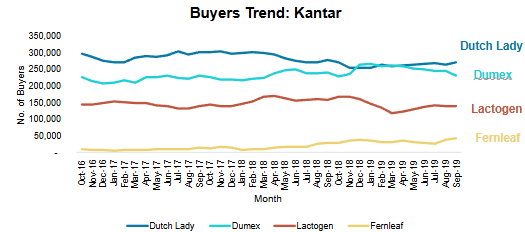 Buyers Trend: Kantar
350,000
300,000
250,000
200,000
150,000
100,000
50,000
-
No. of Buyers
Oct-16
Nov-16
Dec-16
Jan-17
Feb-17
Mar-17
Apr-17
May-17
Jun-17
Jul-17
Aug-17
Sep-17
Oct-17
Nov-17
Dec-17
Jan-18
Feb-18
Mar-18
Apr-18
May-18
Jun-18
Jul-18
Aug-18
Sep-18
Oct-18
Nov-18
Dec-18
Jan-19
Feb-19
Mar-19
Apr-19
May-19
Jun-19
Jul-19
Aug-19
Sep-19
Month
Dutch Lady
Dumex
Lactogen
Fernleaf
Dutch Lady
Dumex
Lactogen
Fernleaf